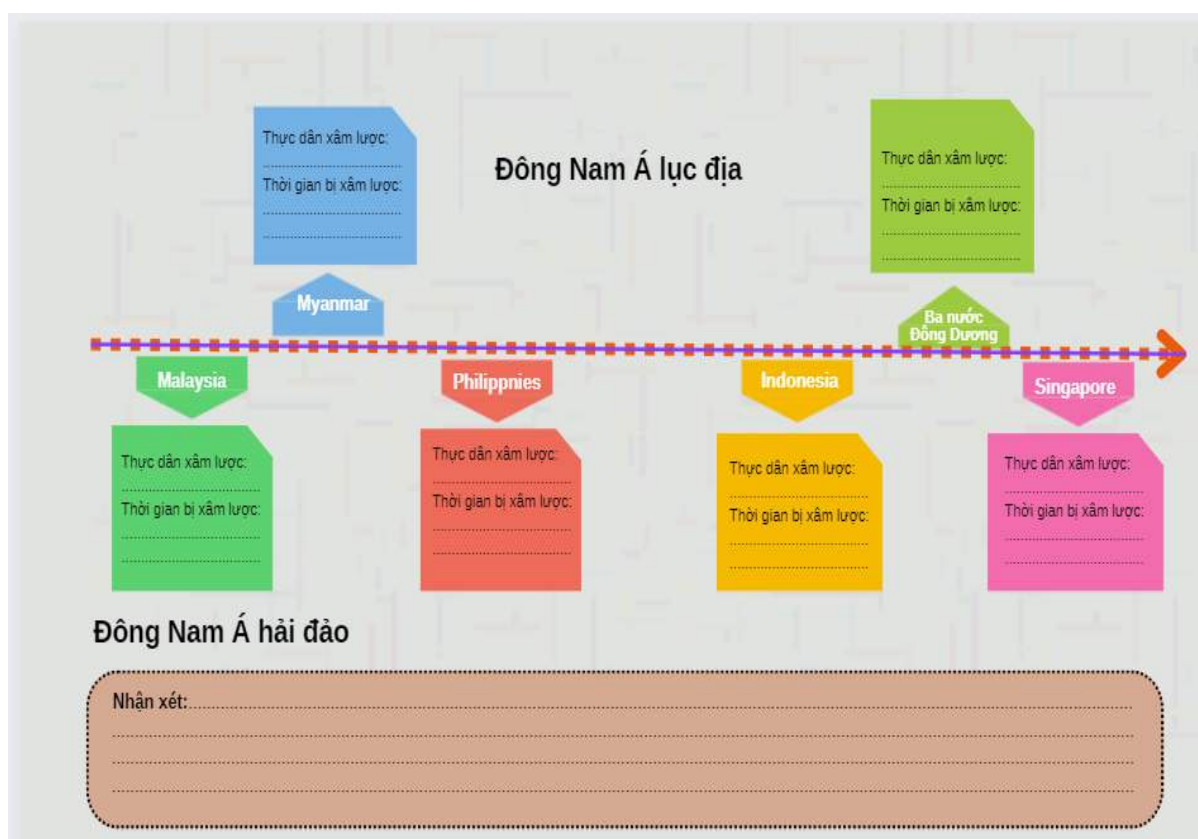 Thực dân xâm lược:
Thời gian bị xâm lược:
Myanmar
Đông Nam Á lục địa
Thực dân xâm lược:
Thời gian bị xâm lược:
Ba nước
Đông Dương
Malaysia
Thực dân xâm lược:
Thời gian bị xâm lược:
Philippnies
Thực dân xâm lược:
Thời gian bị xâm lược:
Indonesia
Thực dân xâm lược:
Thời gian bị xâm lược:
Singapore
Thực dân xâm lược:
Thời gian bị xâm lược:
Đông Nam Á hải đảo
Nhận xét: